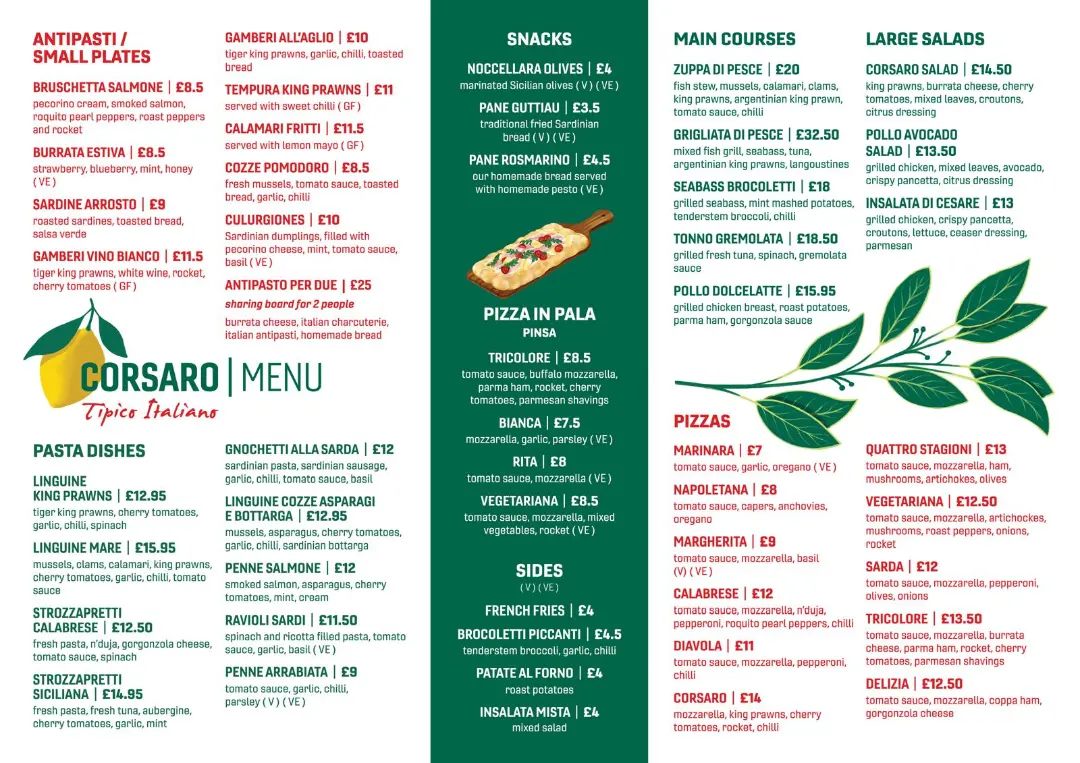 ANTIPASTI /
SMALL PLATES
BRUSCHETTA SALMONE | £8.5
pecorino cream, smoked salmon,
roquito pearl peppers, roast peppers
and rocket
BURRATA ESTIVA | £8.5
strawberry, blueberry, mint, honey
( VE )
SARDINE ARROSTO | £9
roasted sardines, toasted bread,
salsa verde
GAMBERI VINO BIANCO | £11.5
tiger king prawns, white wine, rocket,
cherry tomatoes ( GF )
GAMBERI ALL'AGLIO | £10
tiger king prawns, garlic, chilli, toasted
bread
TEMPURA KING PRAWNS | £11
served with sweet chilli ( GF )
CALAMARI FRITTI | £11.5
served with lemon mayo ( GF )
COZZE POMODORO | £8.5
fresh mussels, tomato sauce, toasted
bread, garlic, chilli
CULURGIONES | £10
Sardinian dumplings, filled with
pecorino cheese, mint, tomato sauce,
basil ( VE )
ANTIPASTO PER DUE | £25
sharing board for 2 people
burrata cheese, italian charcuterie,
italian antipasti, homemade bread
CORSARO | MENU
Tipico Italiano
PASTA DISHES
LINGUINE
KING PRAWNS | £12.95
tiger king prawns, cherry tomatoes,
garlic, chilli, spinach
LINGUINE MARE | £15.95
mussels, clams, calamari, king prawns,
cherry tomatoes, garlic, chilli, tomato
sauce
STROZZAPRETTI
CALABRESE | £12.50
fresh pasta, n'duja, gorgonzola cheese,
tomato sauce, spinach
STROZZAPRETTI
SICILIANA | £14.95
fresh pasta, fresh tuna, aubergine,
cherry tomatoes, garlic, mint
GNOCHETTI ALLA SARDA | £12
sardinian pasta, sardinian sausage,
garlic, chilli, tomato sauce, basil
LINGUINE COZZE ASPARAGI
E BOTTARGA | £12.95
mussels, asparagus, cherry tomatoes,
garlic, chilli, sardinian bottarga
PENNE SALMONE | £12
smoked salmon, asparagus, cherry
tomatoes, mint, cream
RAVIOLI SARDI | £11.50
spinach and ricotta filled pasta, tomato
sauce, garlic, basil ( VE )
PENNE ARRABIATA | £9
tomato sauce, garlic, chilli,
parsley ( V ) ( VE )
SNACKS
NOCCELLARA OLIVES | £4
marinated Sicilian olives ( V ) ( VE )
PANE GUTTIAU | £3.5
traditional fried Sardinian
bread ( V ) ( VE )
PANE ROSMARINO | £4.5
our homemade bread served
with homemade pesto ( VE )
PIZZA IN PALA
PINSA
TRICOLORE | £8.5
tomato sauce, buffalo mozzarella,
parma ham, rocket, cherry
tomatoes, parmesan shavings
BIANCA | £7.5
mozzarella, garlic, parsley ( VE )
RITA | £8
tomato sauce, mozzarella ( VE )
VEGETARIANA | £8.5
tomato sauce, mozzarella, mixed
vegetables, rocket ( VE )
SIDES
( V ) ( VE )
FRENCH FRIES | £4
BROCOLETTI PICCANTI | £4.5
tenderstem broccoli, garlic, chilli
PATATE AL FORNO | £4
roast potatoes
INSALATA MISTA | £4
mixed salad
MAIN COURSES
ZUPPA DI PESCE | £20
fish stew, mussels, calamari, clams,
king prawns, argentinian king prawn,
tomato sauce, chilli
GRIGLIATA DI PESCE | £32.50
mixed fish grill, seabass, tuna,
argentinian king prawns, langoustines
SEABASS BROCOLETTI | £18
grilled seabass, mint mashed potatoes,
tenderstem broccoli, chilli
TONNO GREMOLATA | £18.50
grilled fresh tuna, spinach, gremolata
sauce
POLLO DOLCELATTE | £15.95
grilled chicken breast, roast potatoes,
parma ham, gorgonzola sauce
LARGE SALADS
CORSARO SALAD | £14.50
king prawns, burrata cheese, cherry
tomatoes, mixed leaves, croutons,
citrus dressing
POLLO AVOCADO
SALAD | £13.50
grilled chicken, mixed leaves, avocado,
crispy pancetta, citrus dressing
INSALATA DI CESARE | £13
grilled chicken, crispy pancetta,
croutons, lettuce, ceaser dressing,
parmesan
PIZZAS
MARINARA | £7
tomato sauce, garlic, oregano ( VE )
NAPOLETANA | £8
tomato sauce, capers, anchovies,
oregano
MARGHERITA | £9
tomato sauce, mozzarella, basil
(V) ( VE )
CALABRESE | £12
tomato sauce, mozzarella, n'duja,
pepperoni, roquito pearl peppers, chilli
DIAVOLA | £11
tomato sauce, mozzarella, pepperoni,
chilli
CORSARO | £14
mozzarella, king prawns, cherry
tomatoes, rocket, chilli
QUATTRO STAGIONI | £13
tomato sauce, mozzarella, ham,
mushrooms, artichokes, olives
VEGETARIANA | £12.50
tomato sauce, mozzarella, artichockes,
mushrooms, roast peppers, onions,
rocket
SARDA | £12
tomato sauce, mozzarella, pepperoni,
olives, onions
TRICOLORE | £13.50
tomato sauce, mozzarella, burrata
cheese, parma ham, rocket, cherry
tomatoes, parmesan shavings
DELIZIA | £12.50
tomato sauce, mozzarella, coppa ham,
gorgonzola cheese